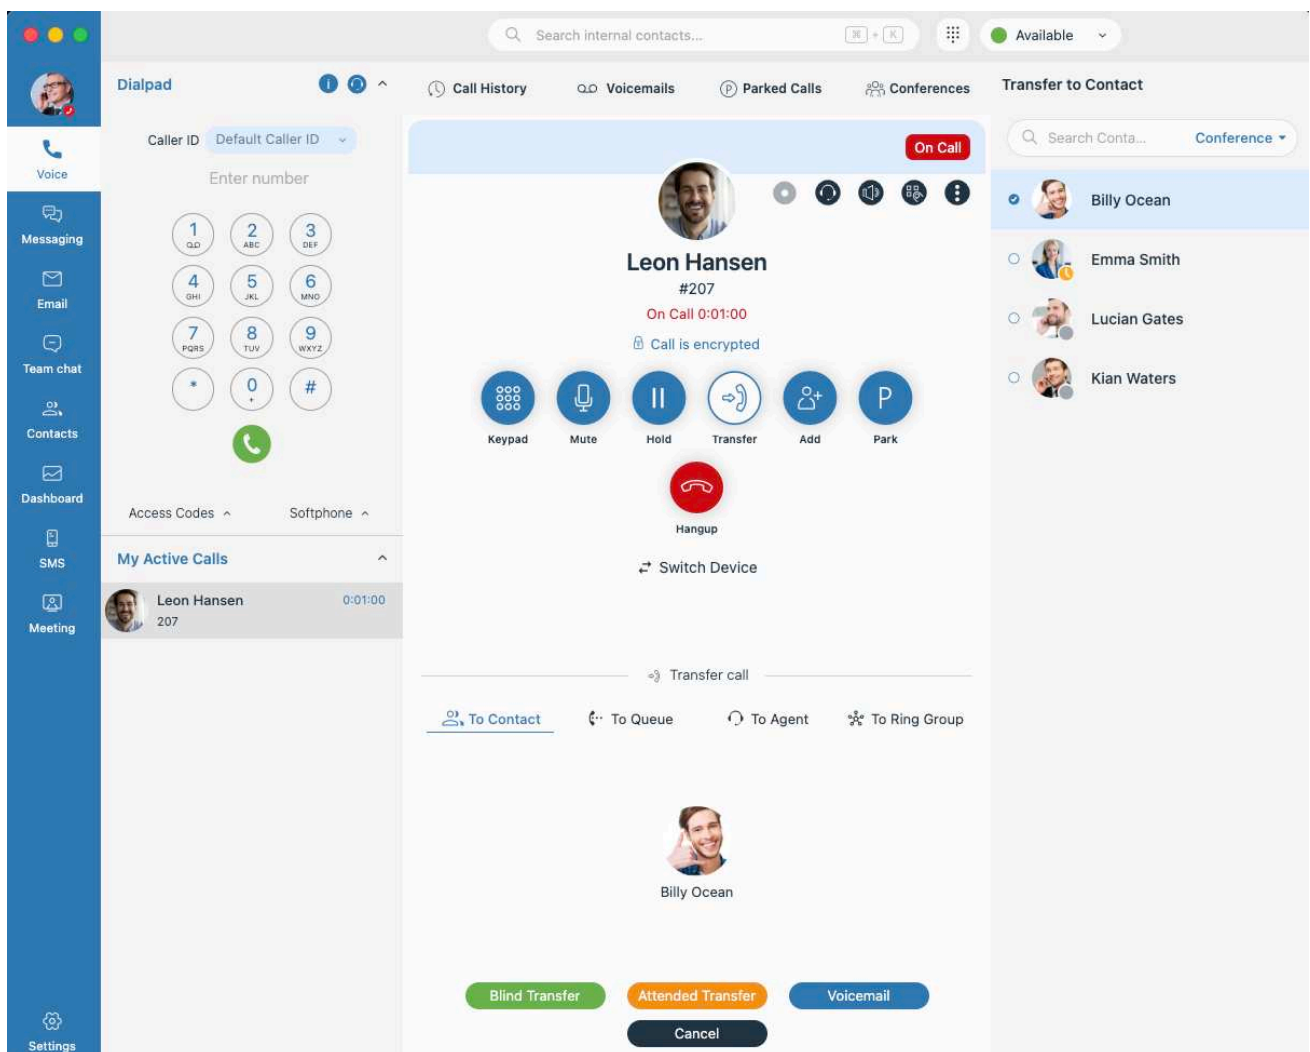 Search internal contacts...
⌘ + K
Available
Voice
Messaging
Email
Team chat
Contacts
Dashboard
SMS
Meeting
Settings
Dialpad
i
Caller ID Default Caller ID
Enter number
1 2 3
ABC DEF
4 5 6
GHI JKL MNO
7 8 9
PQRS TUV WXYZ
* 0 #
+
Access Codes Softphone
My Active Calls
Leon Hansen 0:01:00
207
Call History Voicemails P Parked Calls Conferences
On Call
Leon Hansen
#207
On Call 0:01:00
Call is encrypted
P
Keypad Mute Hold Transfer Add Park
Hangup
Switch Device
Transfer call
To Contact To Queue To Agent To Ring Group
Billy Ocean
Blind Transfer Attended Transfer Voicemail
Cancel
Transfer to Contact
Search Conta... Conference
Billy Ocean
Emma Smith
Lucian Gates
Kian Waters